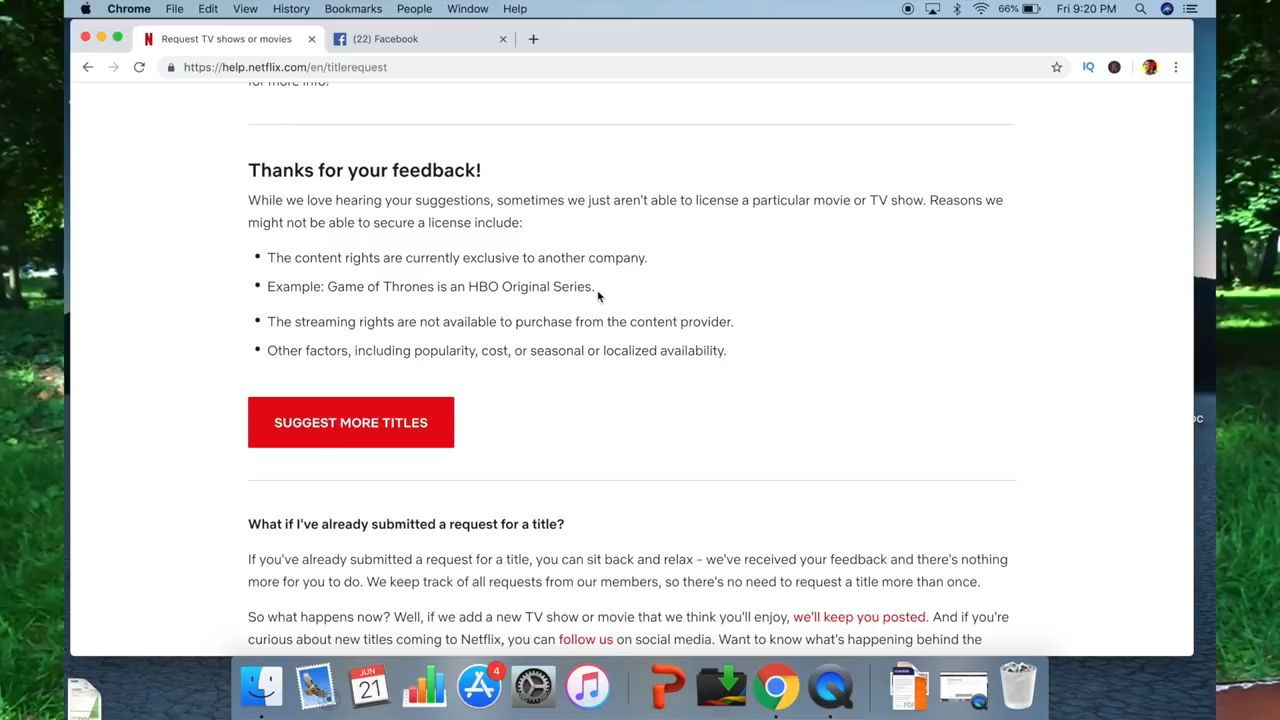 Chrome File Edit View History Bookmarks People Window Help 66% Fri 9:20 PM
Request TV shows or movies (22) Facebook
https://help.netflix.com/en/titlerequest IQ K
for more info!
Thanks for your feedback!
While we love hearing your suggestions, sometimes we just aren't able to license a particular movie or TV show. Reasons we
might not be able to secure a license include:
• The content rights are currently exclusive to another company.
• Example: Game of Thrones is an HBO Original Series.
• The streaming rights are not available to purchase from the content provider.
• Other factors, including popularity, cost, or seasonal or localized availability.
SUGGEST MORE TITLES
What if I've already submitted a request for a title?
If you've already submitted a request for a title, you can sit back and relax - we've received your feedback and there's nothing
more for you to do. We keep track of all requests from our members, so there's no need to request a title more than once.
So what happens now? Well, if we add a new TV show or movie that we think you'll enjoy, we'll keep you posted. And if you're
curious about new titles coming to Netflix, you can follow us on social media. Want to know what's happening behind the
JUN
21
4